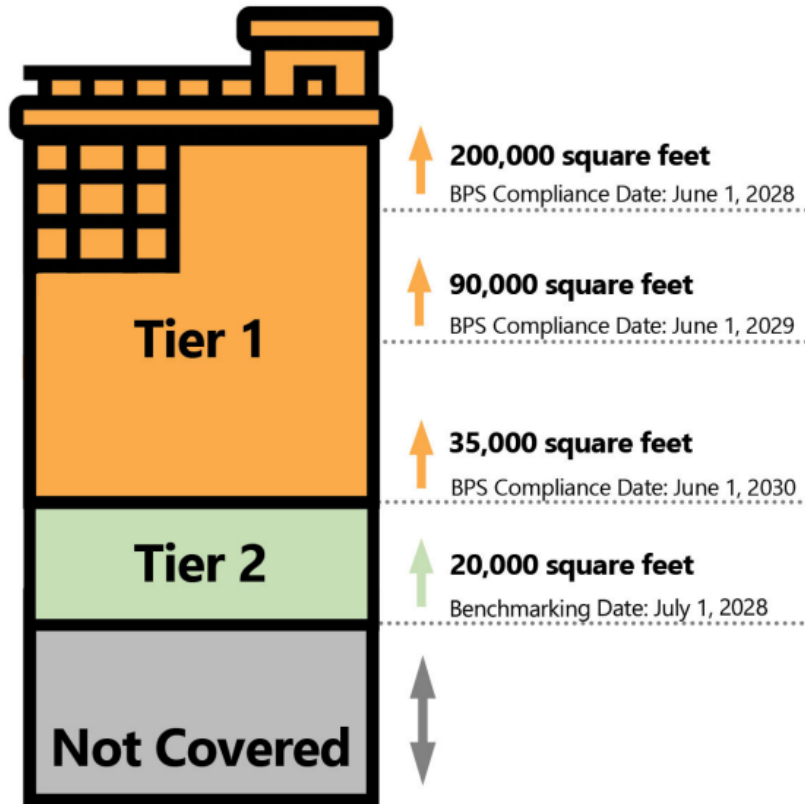 200,000 square feet
BPS Compliance Date: June 1, 2028
90,000 square feet
BPS Compliance Date: June 1, 2029
Tier 1
35,000 square feet
BPS Compliance Date: June 1, 2030
Tier 2
20,000 square feet
Benchmarking Date: July 1, 2028
Not Covered